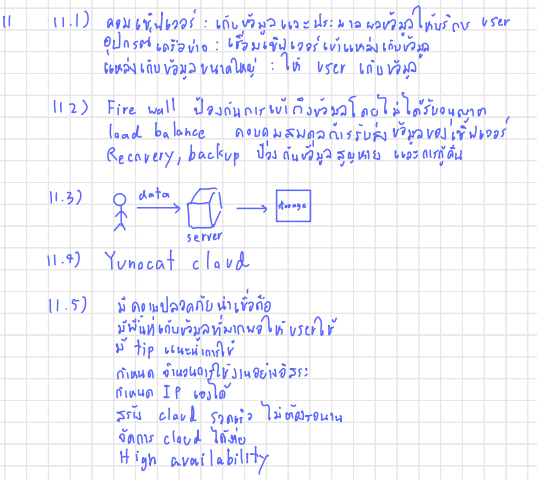 11 11.1) คอมเซิฟเวอร์ : เก็บข้อมูลและประมวลผลข้อมูลให้บริการ user
อุปกรณ์เครือข่าย : เชื่อมเซิฟเวอร์เข้าแหล่งเก็บข้อมูล
แหล่งเก็บข้อมูลขนาดใหญ่ : ให้ user เก็บข้อมูล
11.2) Fire wall ป้องกันการเข้าถึงข้อมูลโดยไม่ได้รับอนุญาต
load balance ควบคุมสมดุลการรับส่งข้อมูลของเซิฟเวอร์
Recovery, backup ป้องกันข้อมูลสูญหาย และการกู้คืน
11.3) data
server
storage
11.4) Yunocat cloud
11.5) มีความปลอดภัยน่าเชื่อถือ
มีพื้นที่เก็บข้อมูลที่มากพอให้ user ใช้
มี tip แนะนำการใช้
กำหนด จำนวนการใช้งานอย่างอิสระ
กำหนด IP เองได้
สร้าง cloud รวดเร็ว ไม่ต้องรอนาน
จัดการ cloud ได้ง่าย
High availability